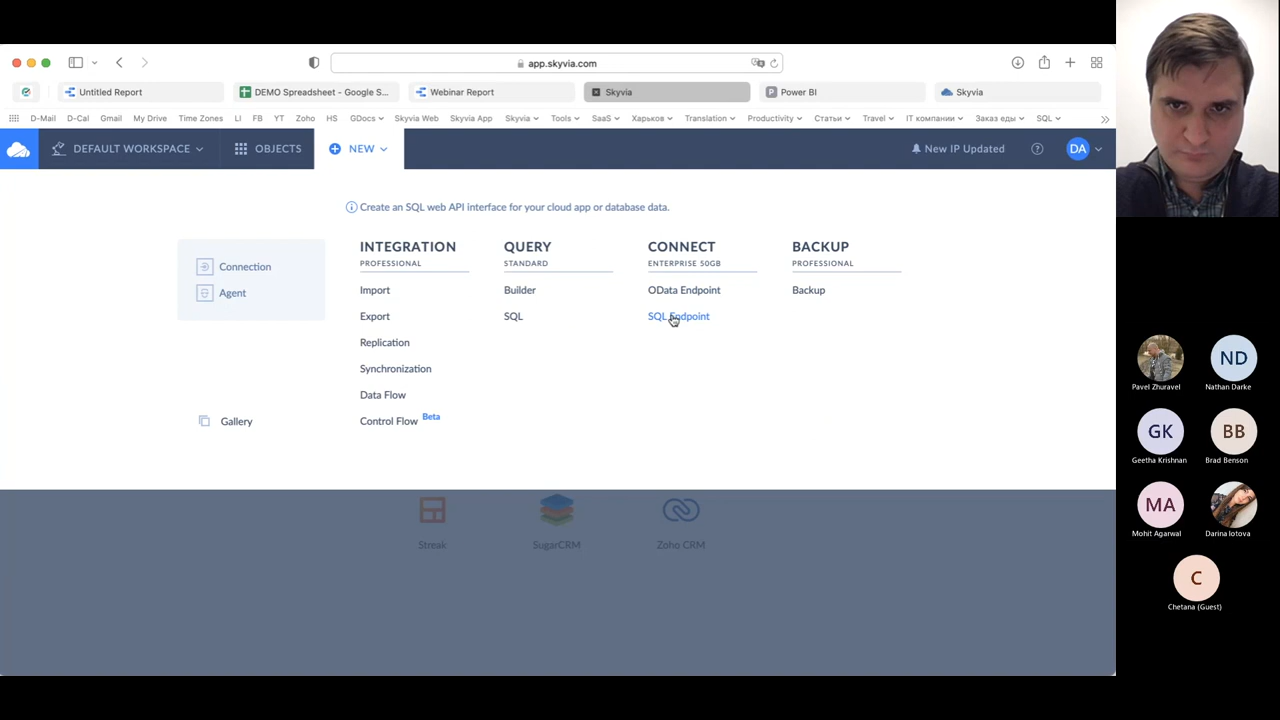 app.skyvia.com
Untitled Report
DEMO Spreadsheet - Google S...
Webinar Report
Skyvia
Power BI
Skyvia
D-Mail
D-Cal
Gmail
My Drive
Time Zones
LI
FB
YT
Zoho
HS
GDocs
Skyvia Web
Skyvia App
Skyvia
Tools
SaaS
Харьков
Translation
Productivity
Статьи
Travel
IT компании
Заказ еды
SQL
DEFAULT WORKSPACE
OBJECTS
NEW
New IP Updated
DA
Create an SQL web API interface for your cloud app or database data.
Connection
Agent
Gallery
INTEGRATION
PROFESSIONAL
Import
Export
Replication
Synchronization
Data Flow
Control Flow Beta
QUERY
STANDARD
Builder
SQL
CONNECT
ENTERPRISE 50GB
OData Endpoint
SQL Endpoint
BACKUP
PROFESSIONAL
Backup
Streak
SugarCRM
Zoho CRM
Pavel Zhuravel
ND
Nathan Darke
GK
Geetha Krishnan
BB
Brad Benson
MA
Mohit Agarwal
Darina Iotova
C
Chetana (Guest)